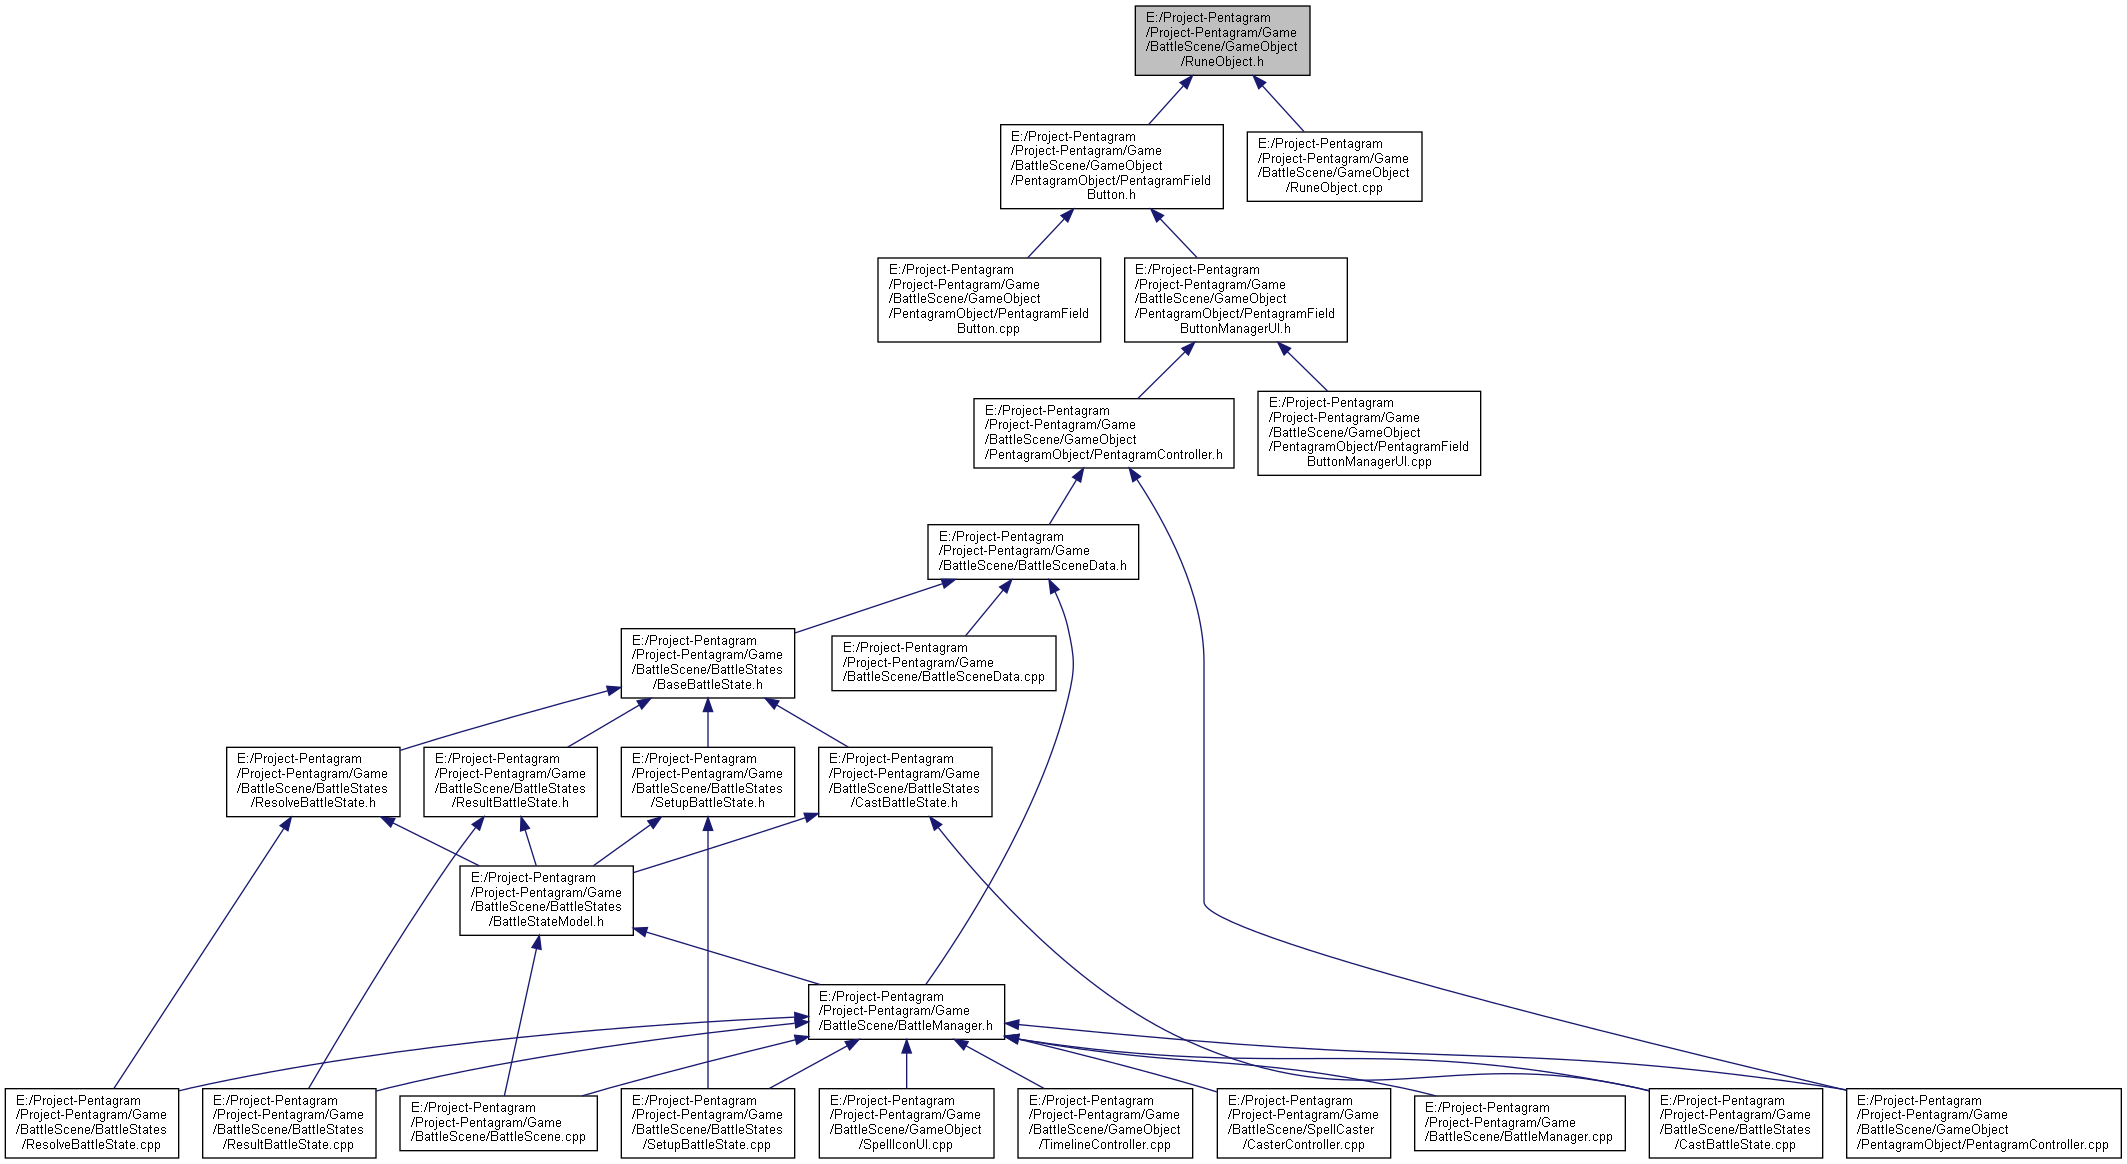 E:/Project-Pentagram
/Project-Pentagram/Game
/BattleScene/GameObject
/RuneObject.h
E:/Project-Pentagram
/Project-Pentagram/Game
/BattleScene/GameObject
/PentagramObject/PentagramField
Button.h
E:/Project-Pentagram
/Project-Pentagram/Game
/BattleScene/GameObject
/RuneObject.cpp
E:/Project-Pentagram
/Project-Pentagram/Game
/BattleScene/GameObject
/PentagramObject/PentagramField
Button.cpp
E:/Project-Pentagram
/Project-Pentagram/Game
/BattleScene/GameObject
/PentagramObject/PentagramField
ButtonManagerUI.h
E:/Project-Pentagram
/Project-Pentagram/Game
/BattleScene/GameObject
/PentagramObject/PentagramController.h
E:/Project-Pentagram
/Project-Pentagram/Game
/BattleScene/GameObject
/PentagramObject/PentagramField
ButtonManagerUI.cpp
E:/Project-Pentagram
/Project-Pentagram/Game
/BattleScene/BattleSceneData.h
E:/Project-Pentagram
/Project-Pentagram/Game
/BattleScene/BattleStates
/BaseBattleState.h
E:/Project-Pentagram
/Project-Pentagram/Game
/BattleScene/BattleSceneData.cpp
E:/Project-Pentagram
/Project-Pentagram/Game
/BattleScene/BattleStates
/ResolveBattleState.h
E:/Project-Pentagram
/Project-Pentagram/Game
/BattleScene/BattleStates
/ResultBattleState.h
E:/Project-Pentagram
/Project-Pentagram/Game
/BattleScene/BattleStates
/SetupBattleState.h
E:/Project-Pentagram
/Project-Pentagram/Game
/BattleScene/BattleStates
/CastBattleState.h
E:/Project-Pentagram
/Project-Pentagram/Game
/BattleScene/BattleStates
/BattleStateModel.h
E:/Project-Pentagram
/Project-Pentagram/Game
/BattleScene/BattleManager.h
E:/Project-Pentagram
/Project-Pentagram/Game
/BattleScene/BattleStates
/ResolveBattleState.cpp
E:/Project-Pentagram
/Project-Pentagram/Game
/BattleScene/BattleStates
/ResultBattleState.cpp
E:/Project-Pentagram
/Project-Pentagram/Game
/BattleScene/BattleScene.cpp
E:/Project-Pentagram
/Project-Pentagram/Game
/BattleScene/BattleStates
/SetupBattleState.cpp
E:/Project-Pentagram
/Project-Pentagram/Game
/BattleScene/GameObject
/SpellIconUI.cpp
E:/Project-Pentagram
/Project-Pentagram/Game
/BattleScene/GameObject
/TimelineController.cpp
E:/Project-Pentagram
/Project-Pentagram/Game
/BattleScene/SpellCaster
/CasterController.cpp
E:/Project-Pentagram
/Project-Pentagram/Game
/BattleScene/BattleManager.cpp
E:/Project-Pentagram
/Project-Pentagram/Game
/BattleScene/BattleStates
/CastBattleState.cpp
E:/Project-Pentagram
/Project-Pentagram/Game
/BattleScene/GameObject
/PentagramObject/PentagramController.cpp